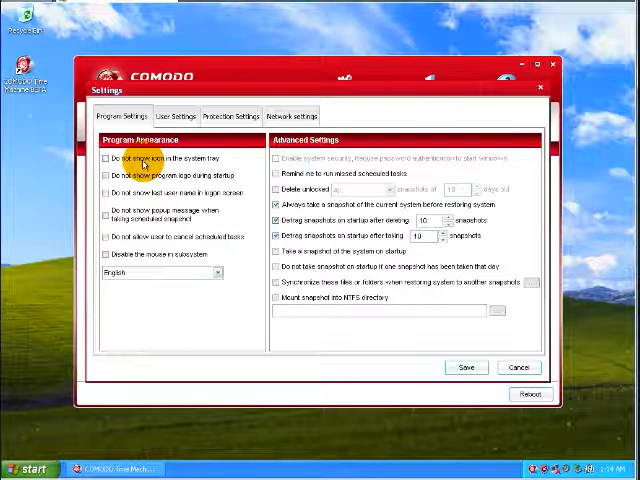 Recycle Bin
COMODO Time
Machine BETA
COMODO
Settings
Program Settings
User Settings
Protection Settings
Network settings
Program Appearance
Do not show icon in the system tray
Do not show program logo during startup
Do not show last user name in logon screen
Do not show popup message when
taking scheduled snapshot
Do not allow user to cancel scheduled tasks
Disable the mouse in subsystem
English
Advanced Settings
Enable system security, Require password authentication to start windows.
Remind me to run missed scheduled tasks
Delete unlocked
snapshots of 10 days old
Always take a snapshot of the current system before restoring system
Defrag snapshots on startup after deleting 10 snapshots
Defrag snapshots on startup after taking 10 snapshots
Take a snapshot of the system on startup
Do not take snapshot on startup if one snapshot has been taken that day
Synchronize these files or folders when restoring system to another snapshots ...
Mount snapshot into NTFS directory
...
Save
Cancel
Reboot
start
COMODO Time Machi...
1:14 AM